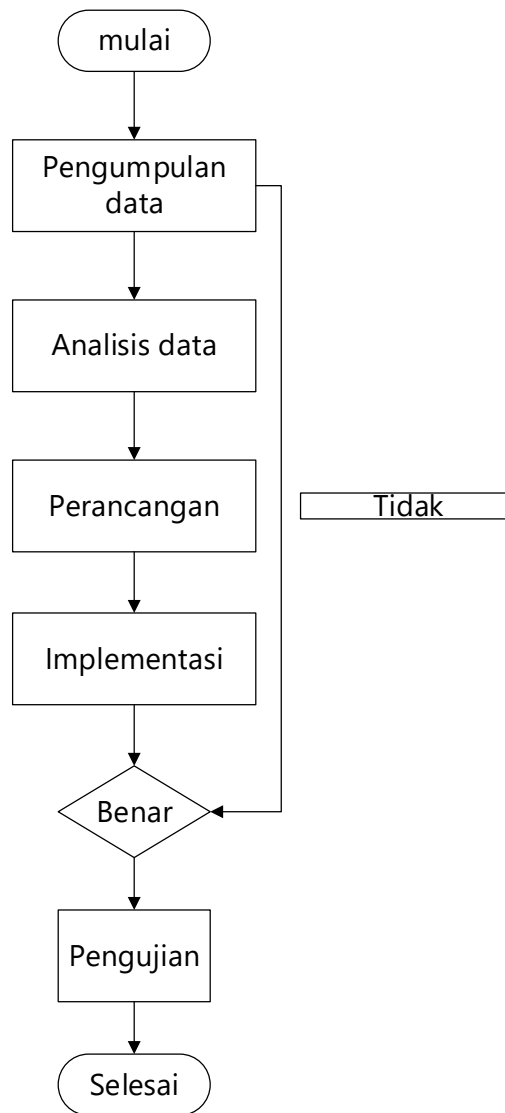 mulai
Pengumpulan
data
Analisis data
Perancangan
Tidak
Implementasi
Benar
Pengujian
Selesai